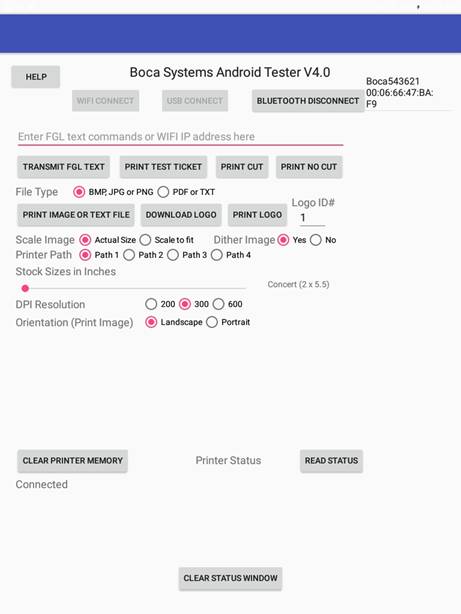 HELP
Boca Systems Android Tester V4.0
WIFI CONNECT
USB CONNECT
BLUETOOTH DISCONNECT
Boca543621
00:06:66:47:BA:
F9
Enter FGL text commands or WIFI IP address here
TRANSMIT FGL TEXT
PRINT TEST TICKET
PRINT CUT
PRINT NO CUT
File Type
BMP, JPG or PNG
PDF or TXT
Logo ID#
PRINT IMAGE OR TEXT FILE
DOWNLOAD LOGO
PRINT LOGO
1
Scale Image
Actual Size
Scale to fit
Dither Image
Yes
No
Printer Path
Path 1
Path 2
Path 3
Path 4
Stock Sizes in Inches
Concert (2 x 5.5)
DPI Resolution
200
300
600
Orientation (Print Image)
Landscape
Portrait
CLEAR PRINTER MEMORY
Printer Status
READ STATUS
Connected
CLEAR STATUS WINDOW